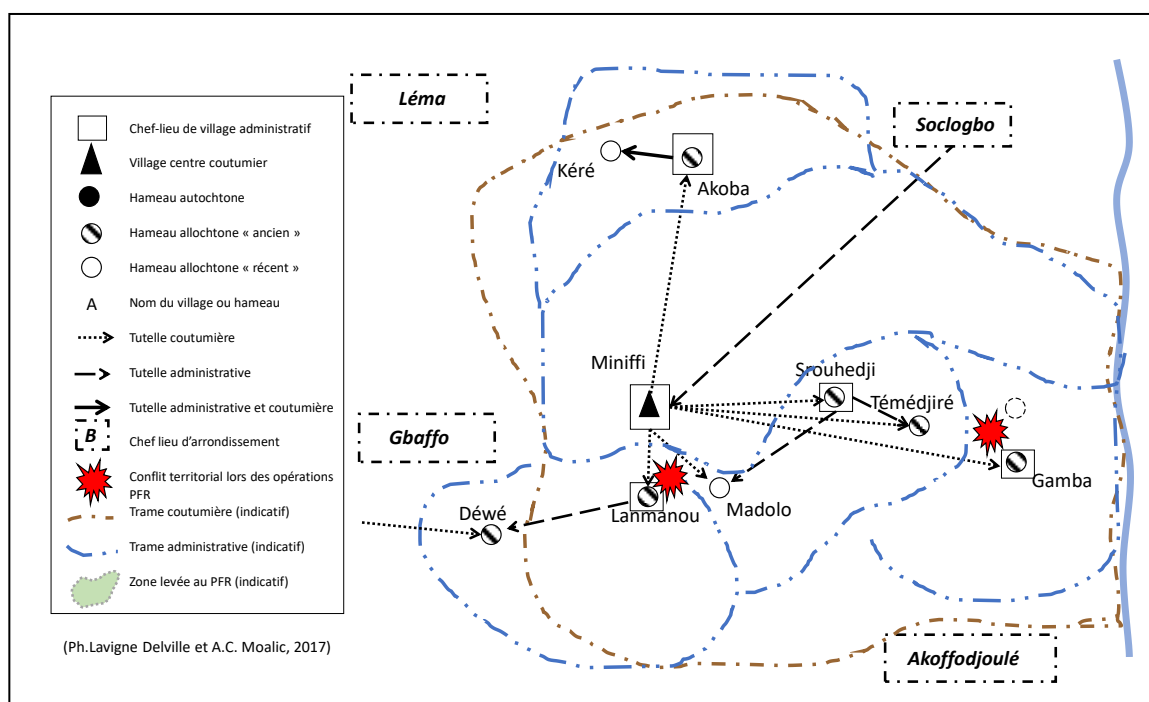 Léma
Soclogbo
Chef-lieu de village administratif
Village centre coutumier
Hameau autochtone
Hameau allochtone « ancien »
Hameau allochtone « récent »
A
Nom du village ou hameau
Tutelle coutumière
Tutelle administrative
Tutelle administrative et coutumière
B
Chef lieu d'arrondissement
Conflit territorial lors des opérations
PFR
Trame coutumière (indicatif)
Trame administrative (indicatif)
Zone levée au PFR (indicatif)
(Ph.Lavigne Delville et A.C. Moalic, 2017)
Kéré
Akoba
Miniffi
Srouhedji
Témédjiré
Gbaffo
Gamba
Lanmanou
Madolo
Déwé
Akoffodjoulé